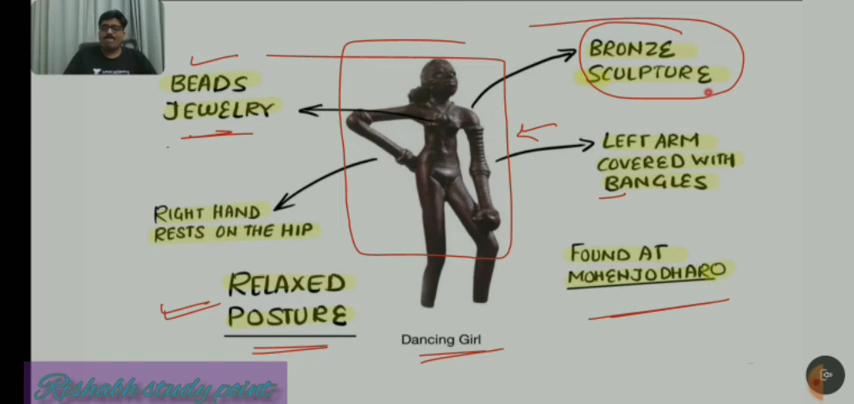 BEADS
JEWELRY
BRONZE
SCULPTURE
LEFT ARM
COVERED WITH
BANGLES
RIGHT HAND
RESTS ON THE HIP
FOUND AT
MOHENJODHARO
RELAXED
POSTURE
Dancing Girl
Rishabh study point